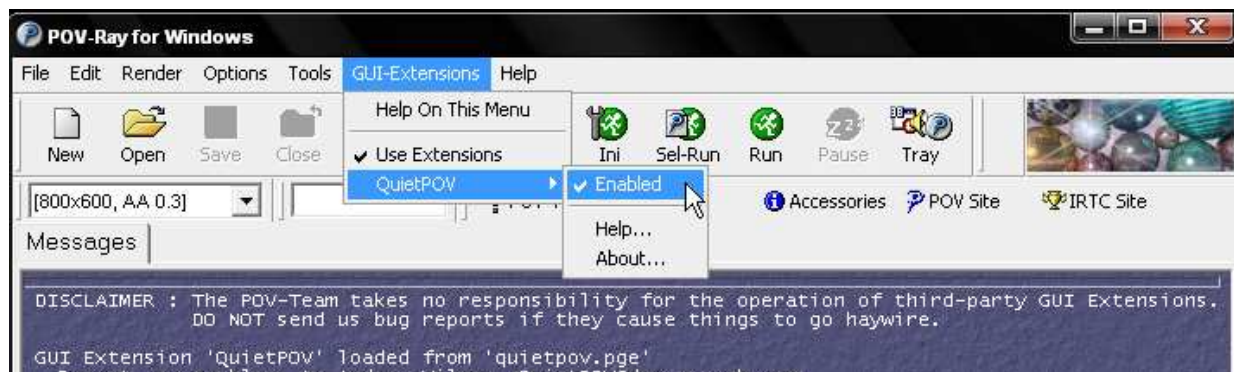 POV-Ray for Windows
File Edit Render Options Tools GUI-Extensions Help
Help On This Menu
Use Extensions
QuietPOV
Enabled
Help...
About...
New Open Save Close Ini Sel-Run Run Pause Tray
[800x600, AA 0.3] Accessories POV Site IRTC Site
Messages
DISCLAIMER : The POV-Team takes no responsibility for the operation of third-party GUI Extensions.
DO NOT send us bug reports if they cause things to go haywire.
GUI Extension 'QuietPOV' loaded from 'quietpov.pge'